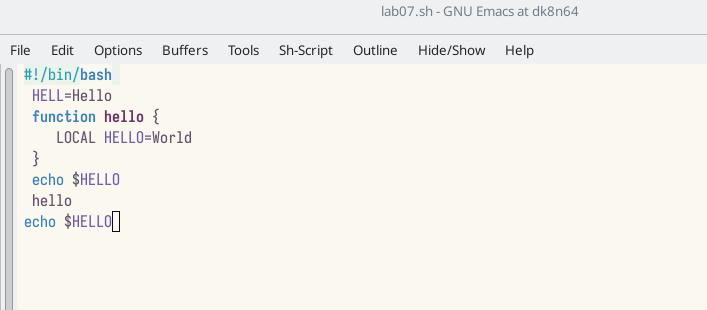 lab07.sh - GNU Emacs at dk8n64
File Edit Options Buffers Tools Sh-Script Outline Hide/Show Help
#!/bin/bash
HELL=Hello
function hello {
LOCAL HELLO=World
}
echo $HELLO
hello
echo $HELLO